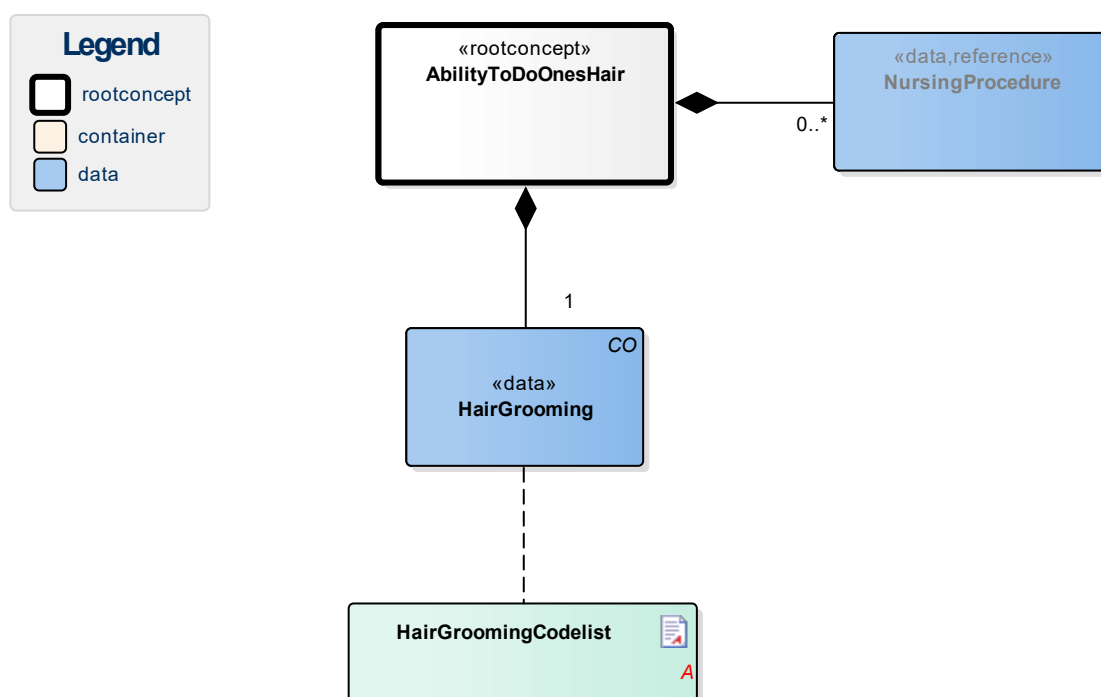 Legend
rootconcept
container
data
«rootconcept»
AbilityToDoOnesHair
«data,reference»
NursingProcedure
0..*
1
CO
«data»
HairGrooming
HairGroomingCodelist
A